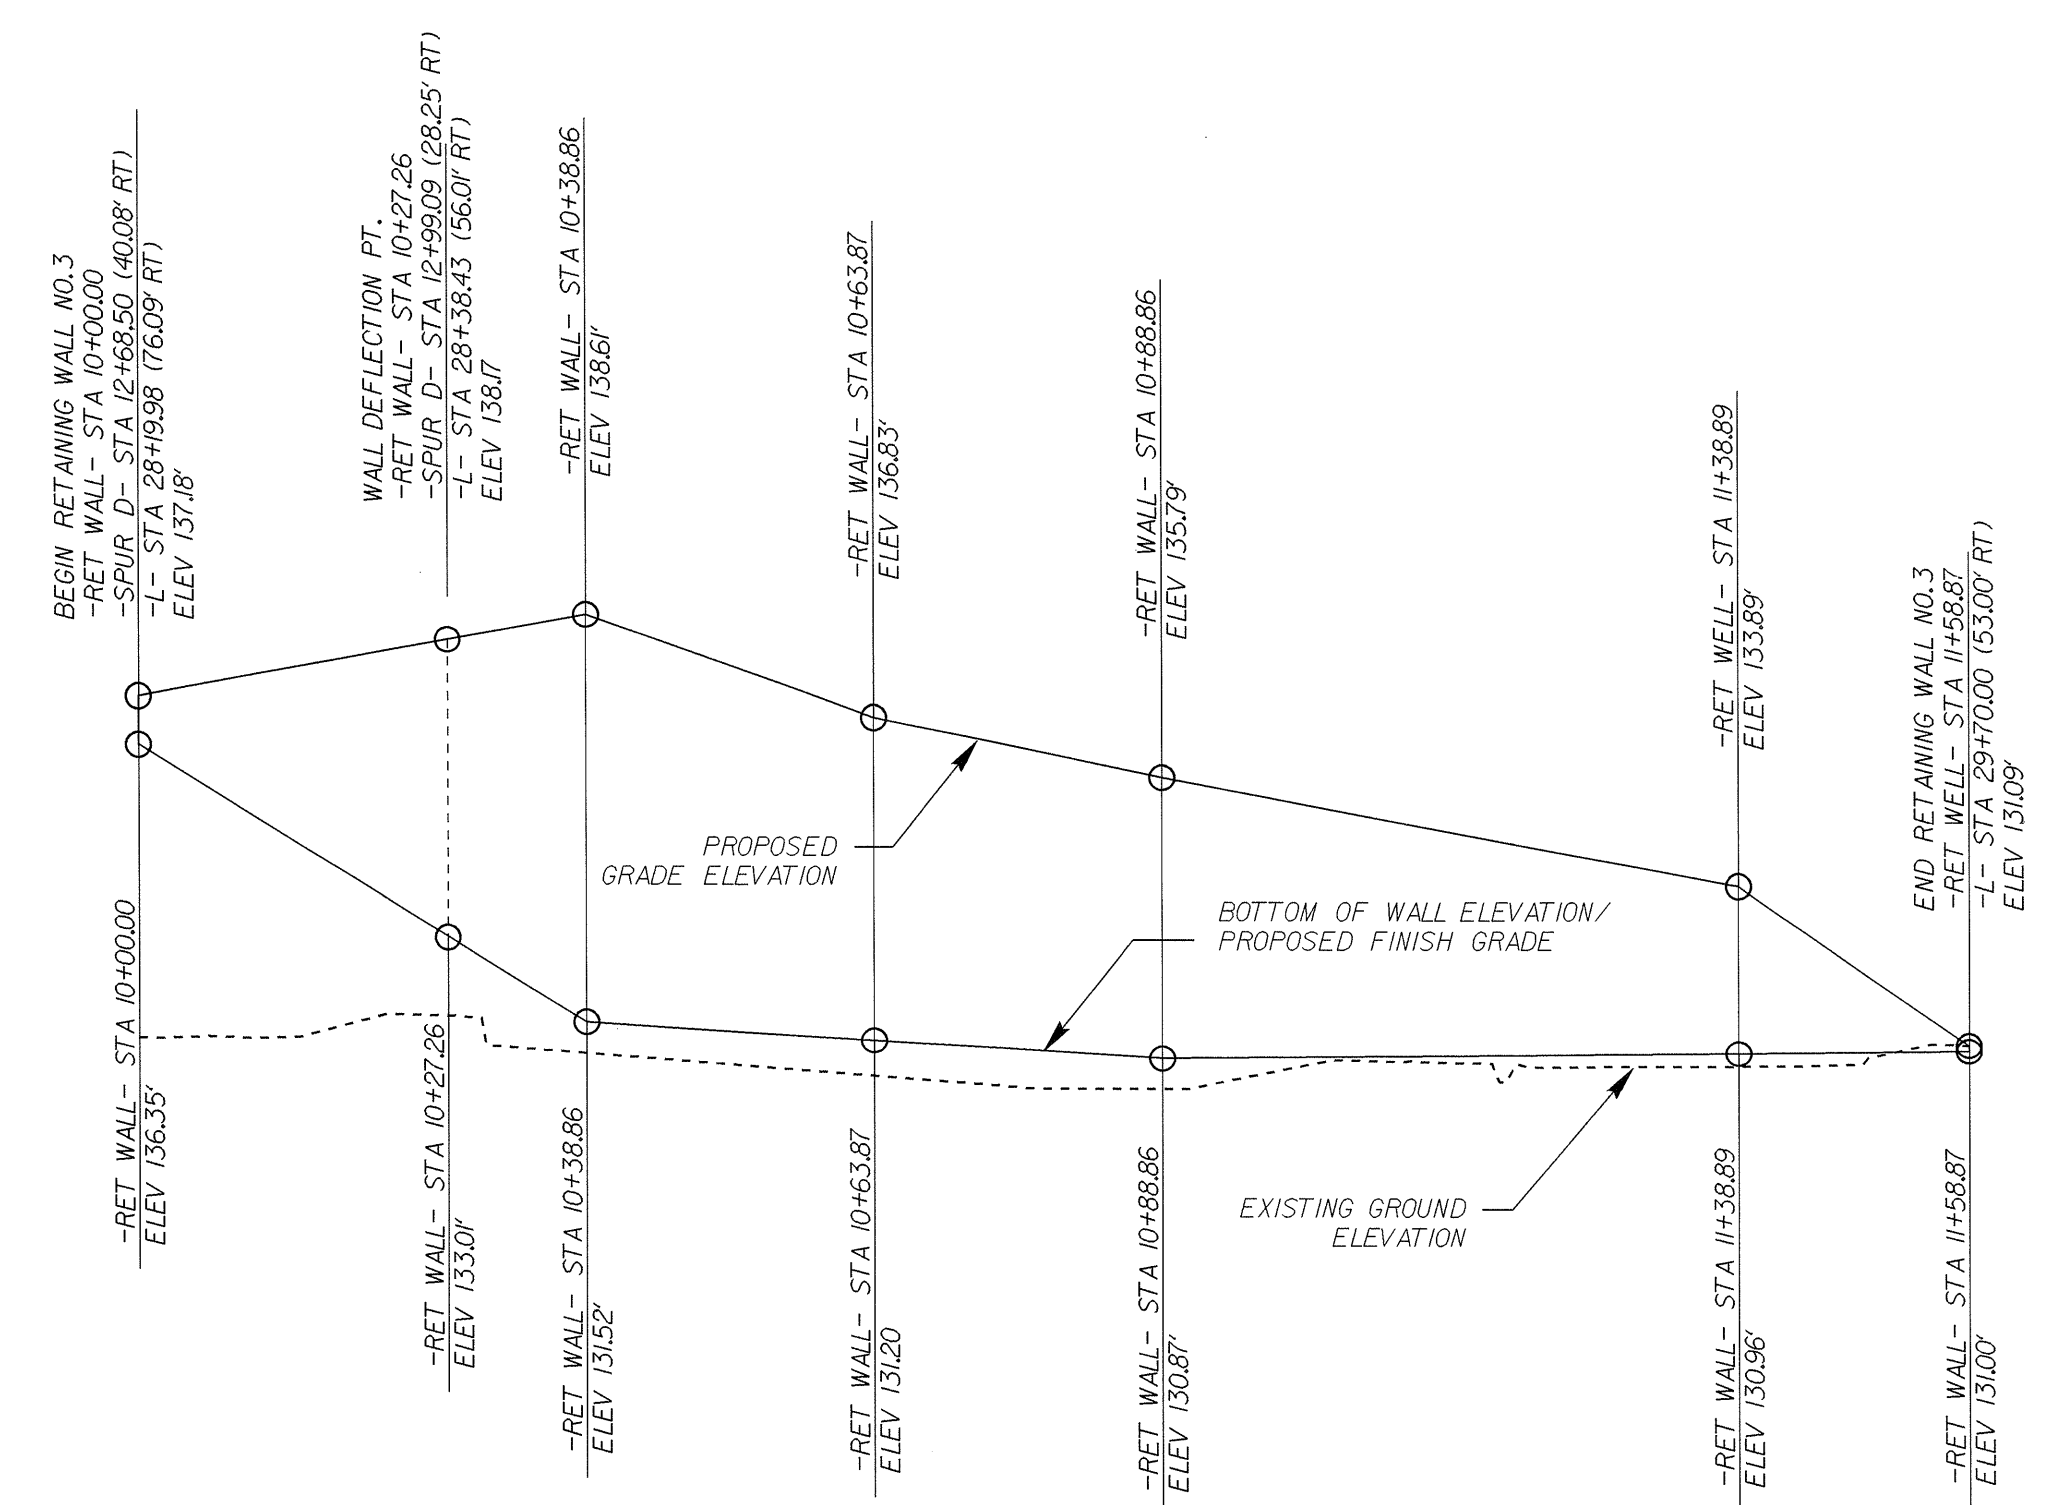 BEGIN RETAINING WALL NO.3
-RET WALL- STA 10+00.00
-SPUR D- STA 12+68.50 (40.08' RT)
-L- STA 28+19.98 (76.09' RT)
ELEV 137.18'
WALL DEFLECTION PT.
-RET WALL- STA 10+27.26
-SPUR D- STA 12+99.09 (28.25' RT)
-L- STA 28+38.43 (56.01' RT)
ELEV 138.17
-RET WALL- STA 10+38.86
ELEV 138.61'
-RET WALL- STA 10+63.87
ELEV 136.83'
-RET WALL- STA 10+88.86
ELEV 135.79'
-RET WELL- STA 11+38.89
ELEV 133.89'
END RETAINING WALL NO.3
-RET WELL- STA 11+58.87
-L- STA 29+70.00 (53.00' RT)
ELEV 131.09'
PROPOSED
GRADE ELEVATION
BOTTOM OF WALL ELEVATION/
PROPOSED FINISH GRADE
EXISTING GROUND
ELEVATION
-RET WALL- STA 10+00.00
ELEV 136.35'
-RET WALL- STA 10+27.26
ELEV 133.01'
-RET WALL- STA 10+38.86
ELEV 131.52'
-RET WALL- STA 10+63.87
ELEV 131.20
-RET WALL- STA 10+88.86
ELEV 130.87'
-RET WALL- STA 11+38.89
ELEV 130.96'
-RET WALL- STA 11+58.87
ELEV 131.00'